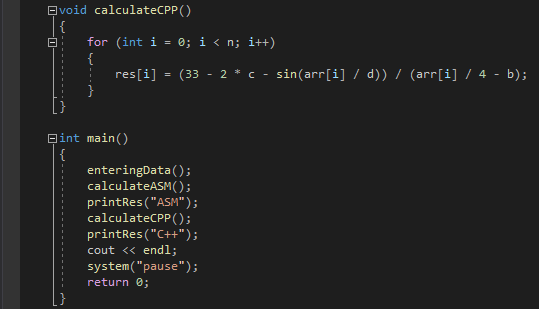 void calculateCPP()
{
for (int i = 0; i < n; i++)
{
res[i] = (33 - 2 * c - sin(arr[i] / d)) / (arr[i] / 4 - b);
}
}
int main()
{
enteringData();
calculateASM();
printRes("ASM");
calculateCPP();
printRes("C++");
cout << endl;
system("pause");
return 0;
}